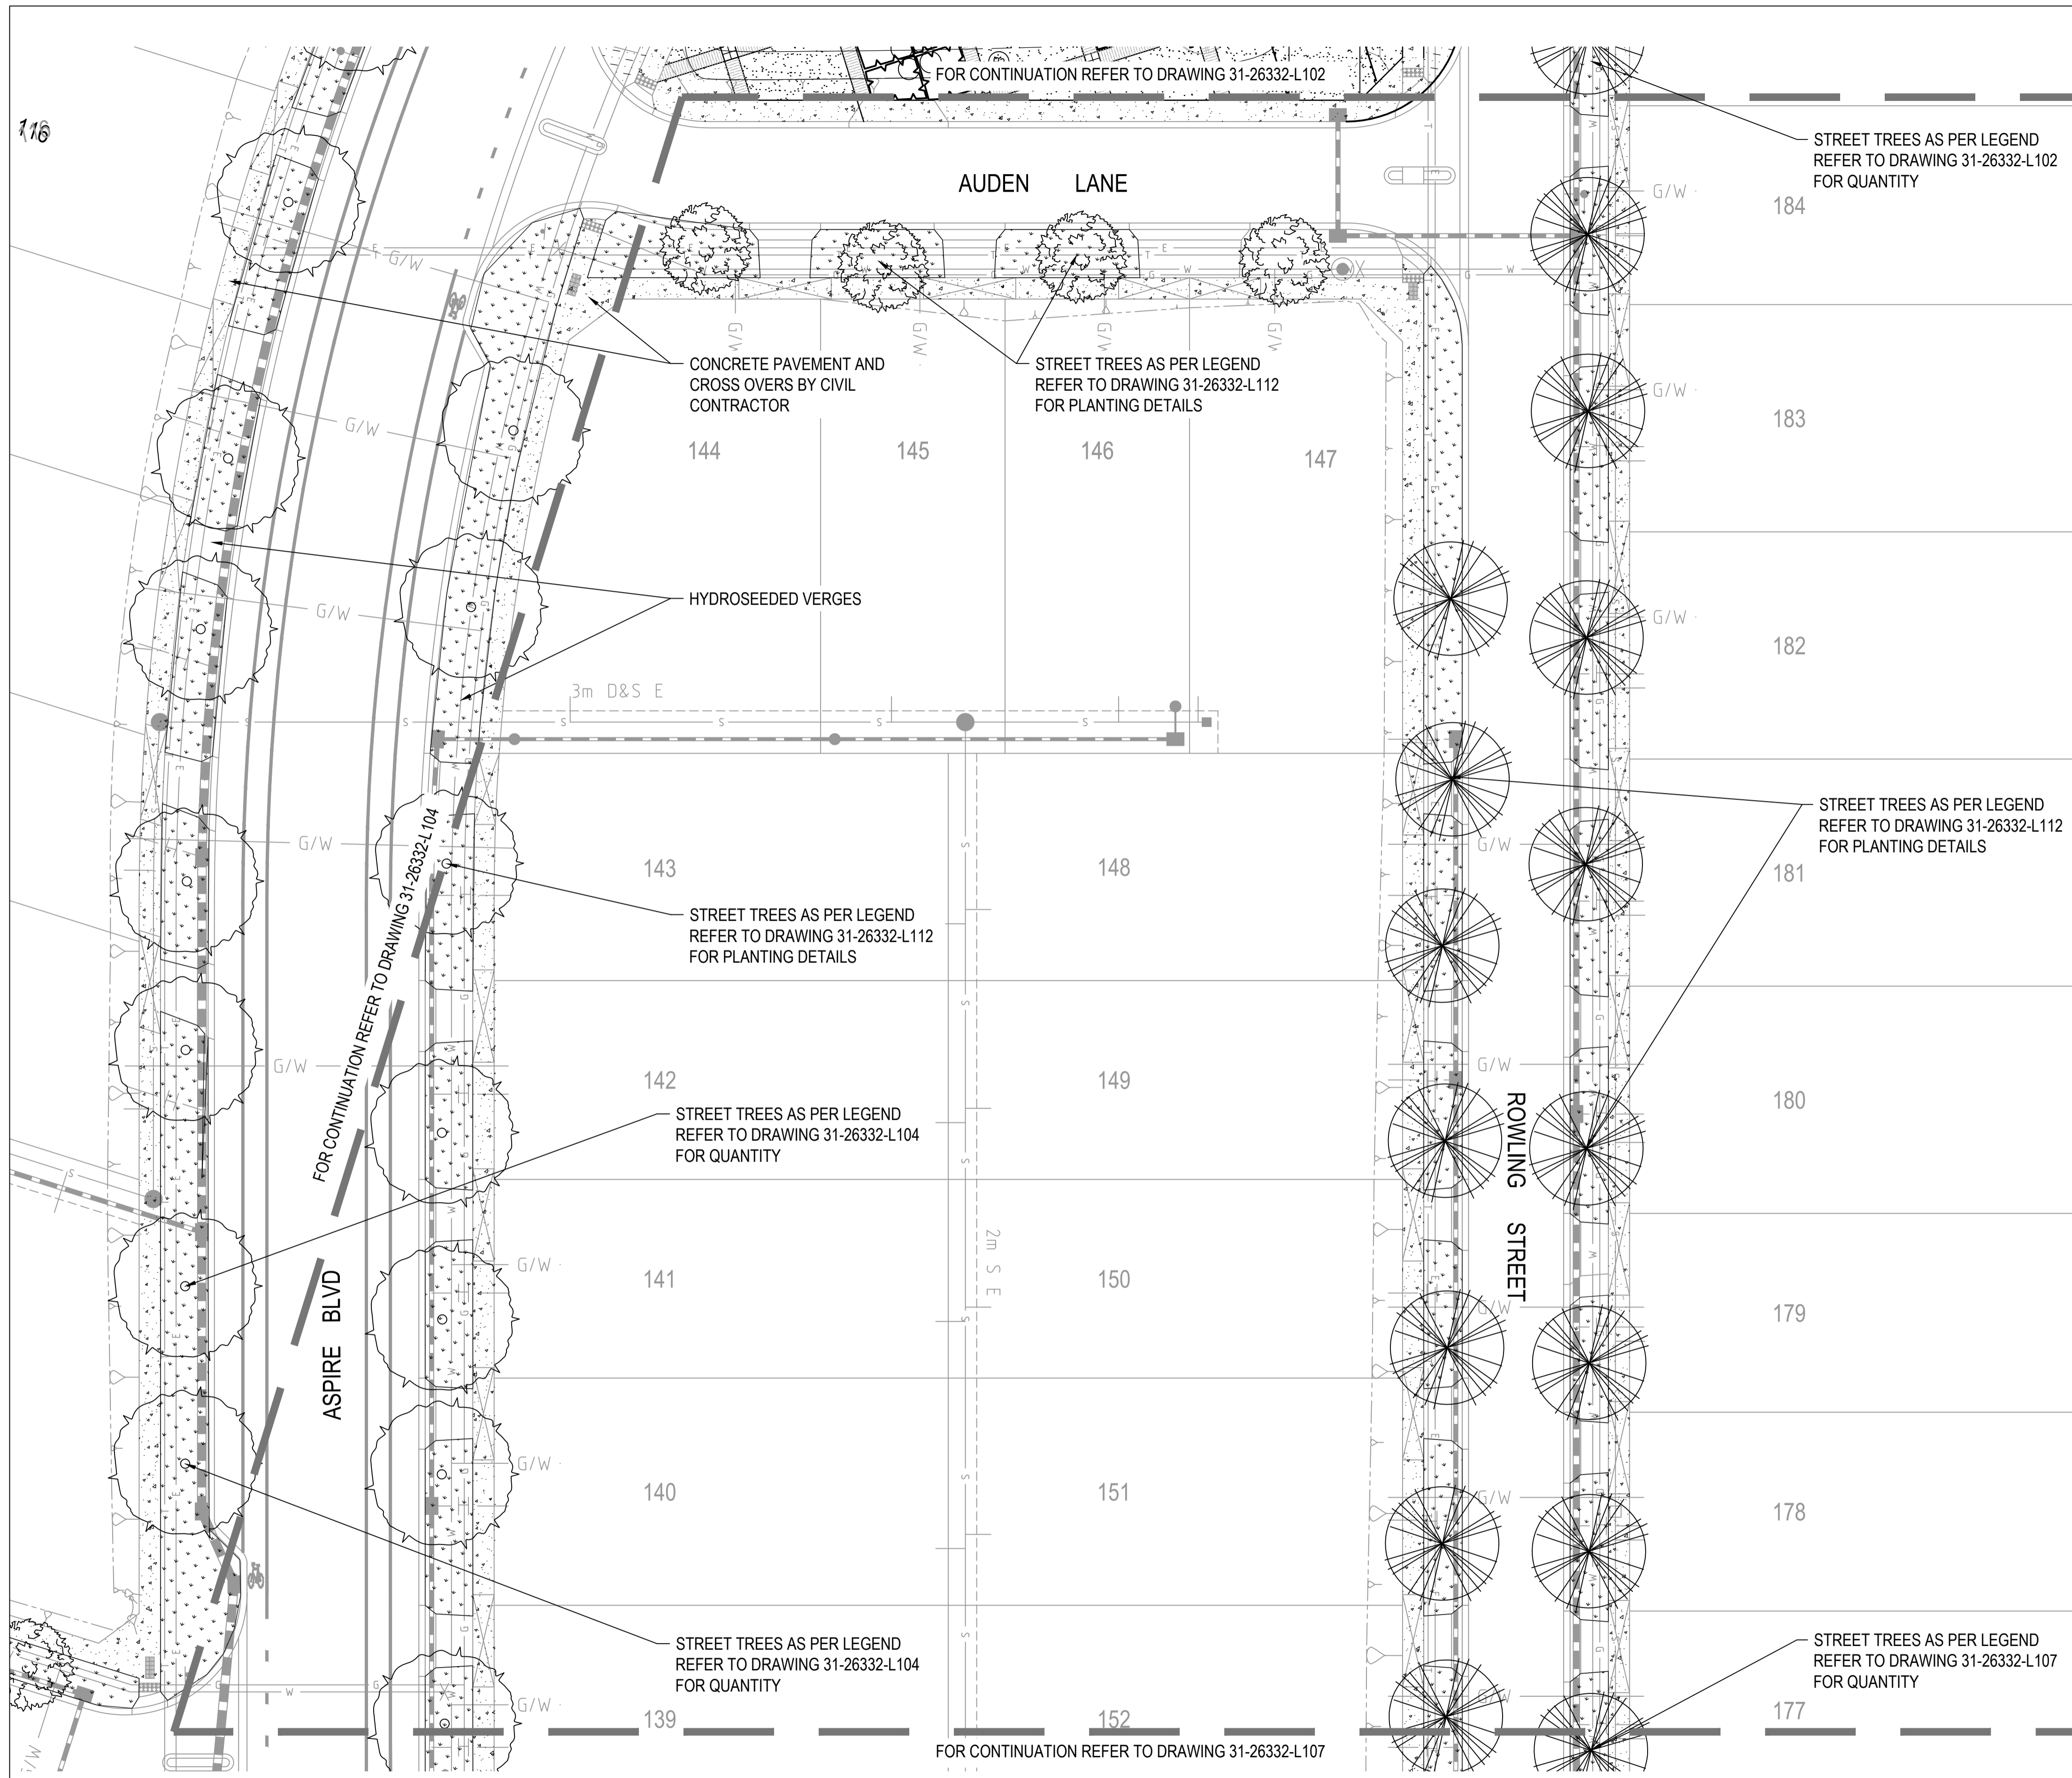 FOR CONTINUATION REFER TO DRAWING 31-26332-L102
STREET TREES AS PER LEGEND
REFER TO DRAWING 31-26332-L102
FOR QUANTITY
AUDEN LANE
G/W
184
G/W
CONCRETE PAVEMENT AND
CROSS OVERS BY CIVIL
CONTRACTOR
G/W
G/W
G/W
G/W
STREET TREES AS PER LEGEND
REFER TO DRAWING 31-26332-L112
FOR PLANTING DETAILS
G/W
183
G/W
144
145
146
147
HYDROSEEDED VERGES
G/W
G/W
182
3m D&S E
STREET TREES AS PER LEGEND
REFER TO DRAWING 31-26332-L112
FOR PLANTING DETAILS
FOR CONTINUATION REFER TO DRAWING 31-26332-L104
G/W
143
148
G/W
181
STREET TREES AS PER LEGEND
REFER TO DRAWING 31-26332-L112
FOR PLANTING DETAILS
G/W
142
149
G/W
180
STREET TREES AS PER LEGEND
REFER TO DRAWING 31-26332-L104
FOR QUANTITY
ROWLING STREET
2m S E
G/W
141
150
G/W
179
ASPIRE BLVD
G/W
140
151
G/W
178
STREET TREES AS PER LEGEND
REFER TO DRAWING 31-26332-L104
FOR QUANTITY
STREET TREES AS PER LEGEND
REFER TO DRAWING 31-26332-L107
FOR QUANTITY
G/W
139
152
G/W
177
FOR CONTINUATION REFER TO DRAWING 31-26332-L107